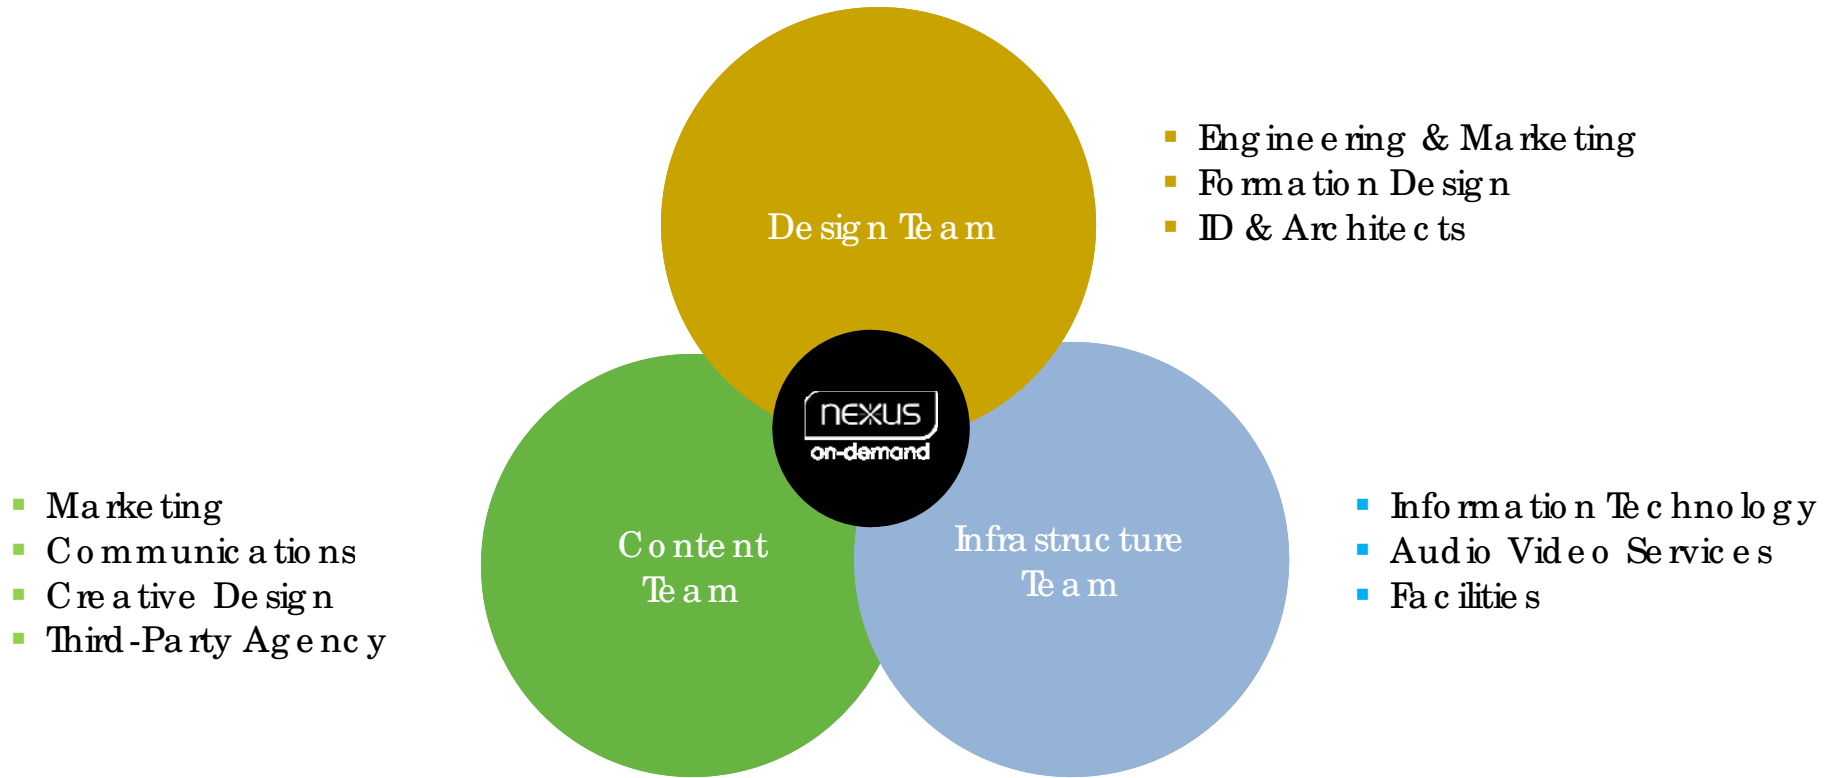 Engineering & Marketing
Formation Design
ID & Architects
Design Team
nexus
on-demand
Marketing
Communications
Creative Design
Third-Party Agency
Content
Team
Infrastructure
Team
Information Technology
Audio Video Services
Facilities